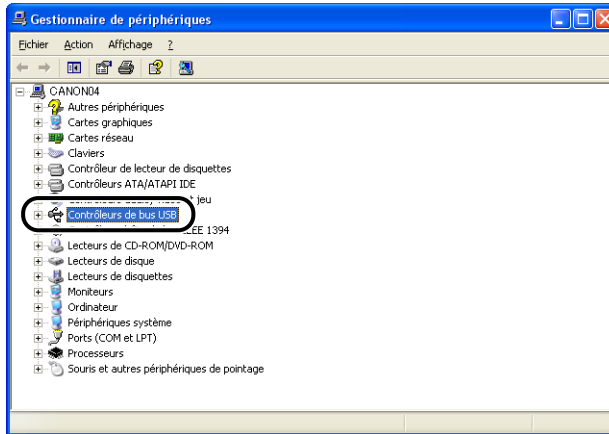 Gestionnaire de périphériques
Fichier Action Affichage ?
CANON04
Autres périphériques
Cartes graphiques
Cartes réseau
Claviers
Contrôleur de lecteur de disquettes
Contrôleurs ATA/ATAPI IDE
et jeu
Contrôleurs de bus USB
IEEE 1394
Lecteurs de CD-ROM/DVD-ROM
Lecteurs de disque
Lecteurs de disquettes
Moniteurs
Ordinateur
Périphériques système
Ports (COM et LPT)
Processeurs
Souris et autres périphériques de pointage